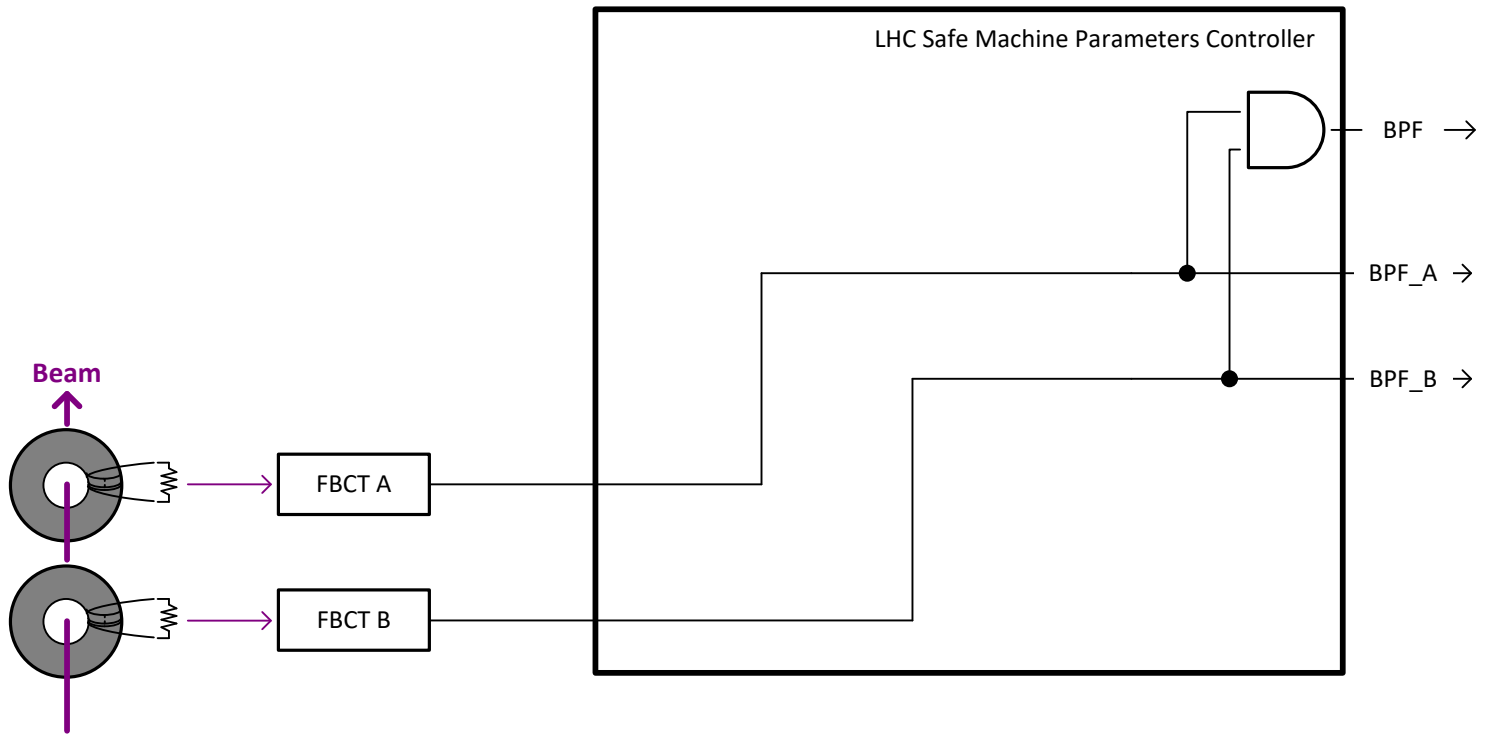 LHC Safe Machine Parameters Controller
BPF
BPF_A
BPF_B
Beam
FBCT A
FBCT B